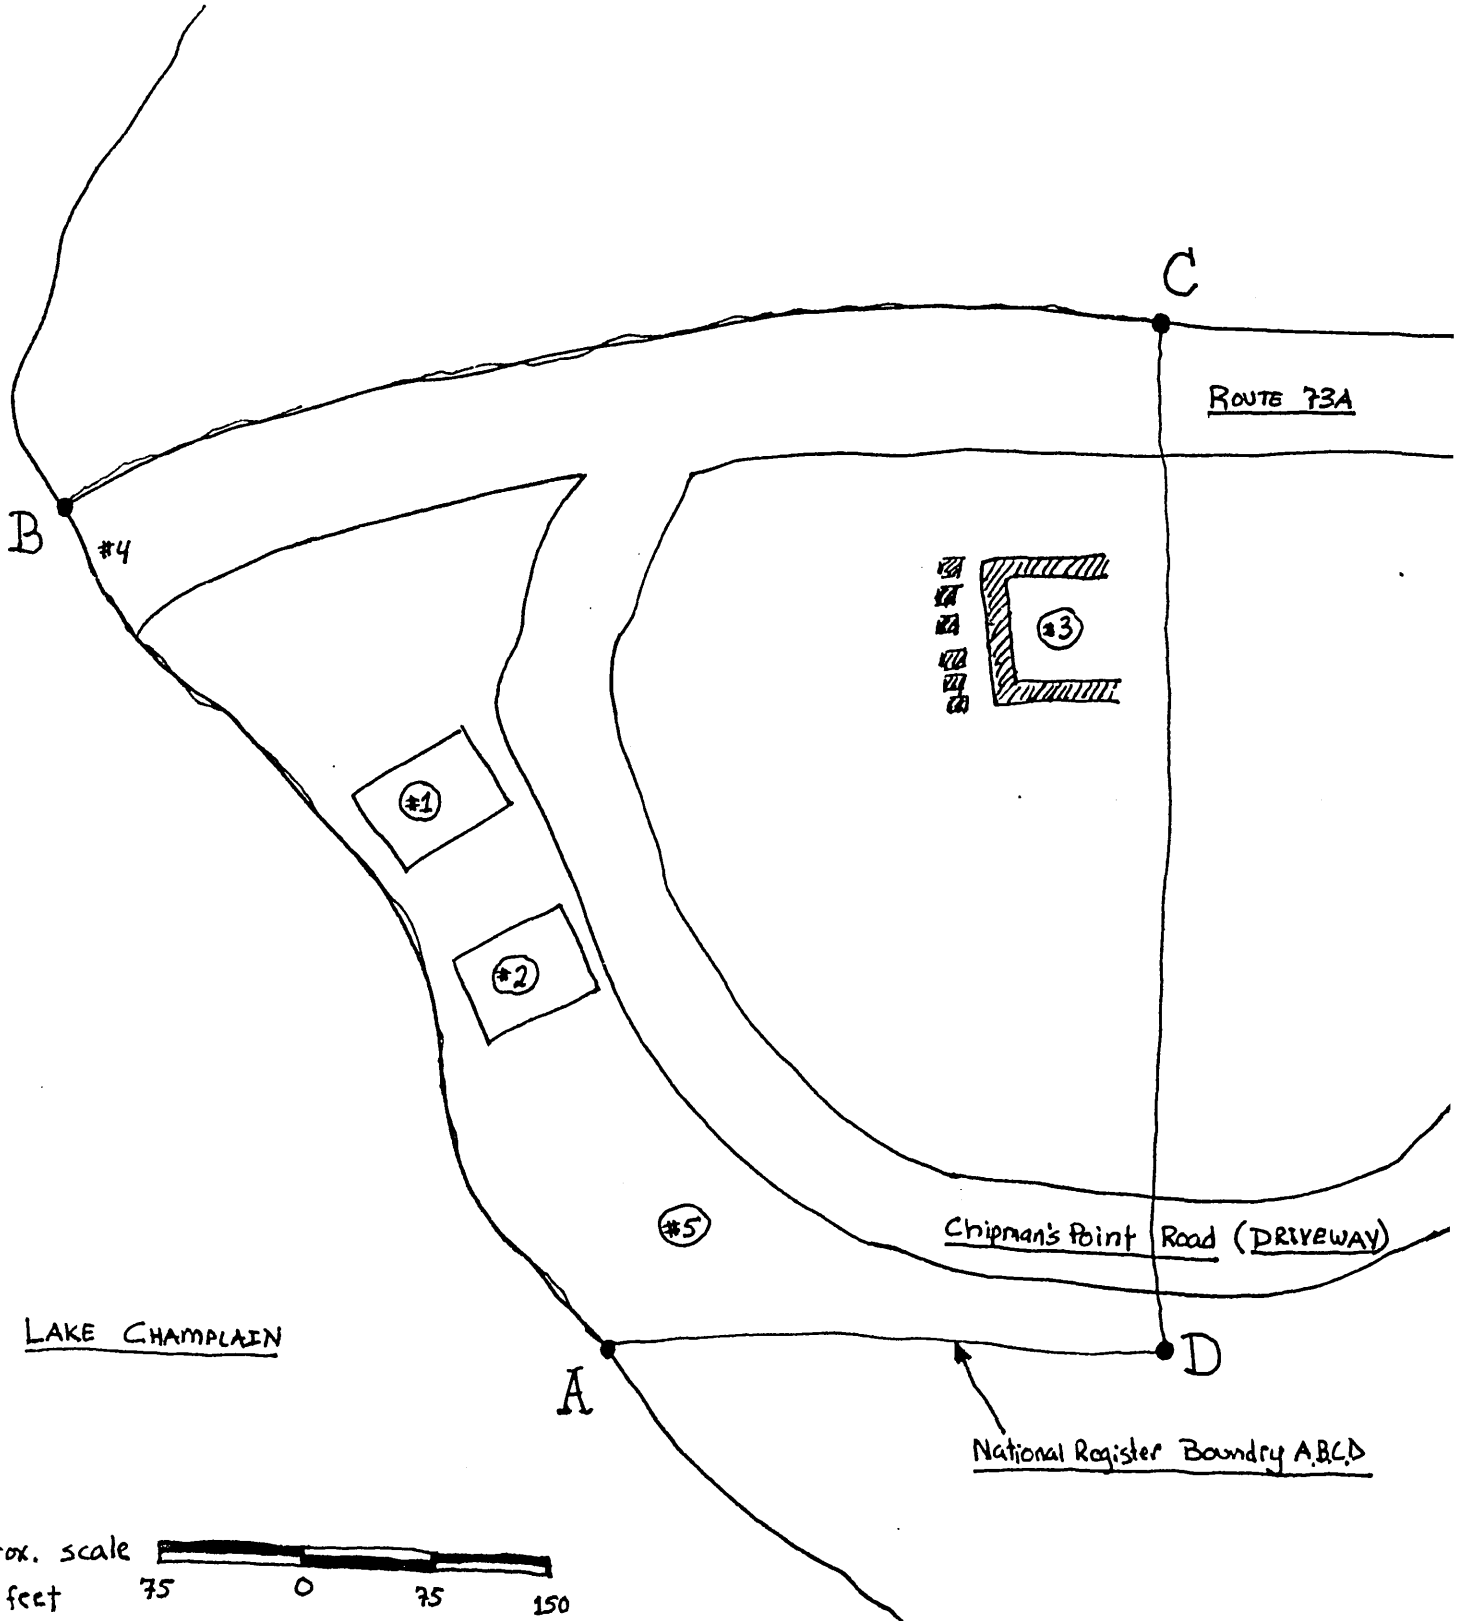 C
ROUTE 73A
B
#4
#3
#1
#2
#5
Chipman's Point Road (DRIVEWAY)
LAKE CHAMPLAIN
A
D
National Register Boundry A.B.C.D
ox. scale
75 0 75 150
feet